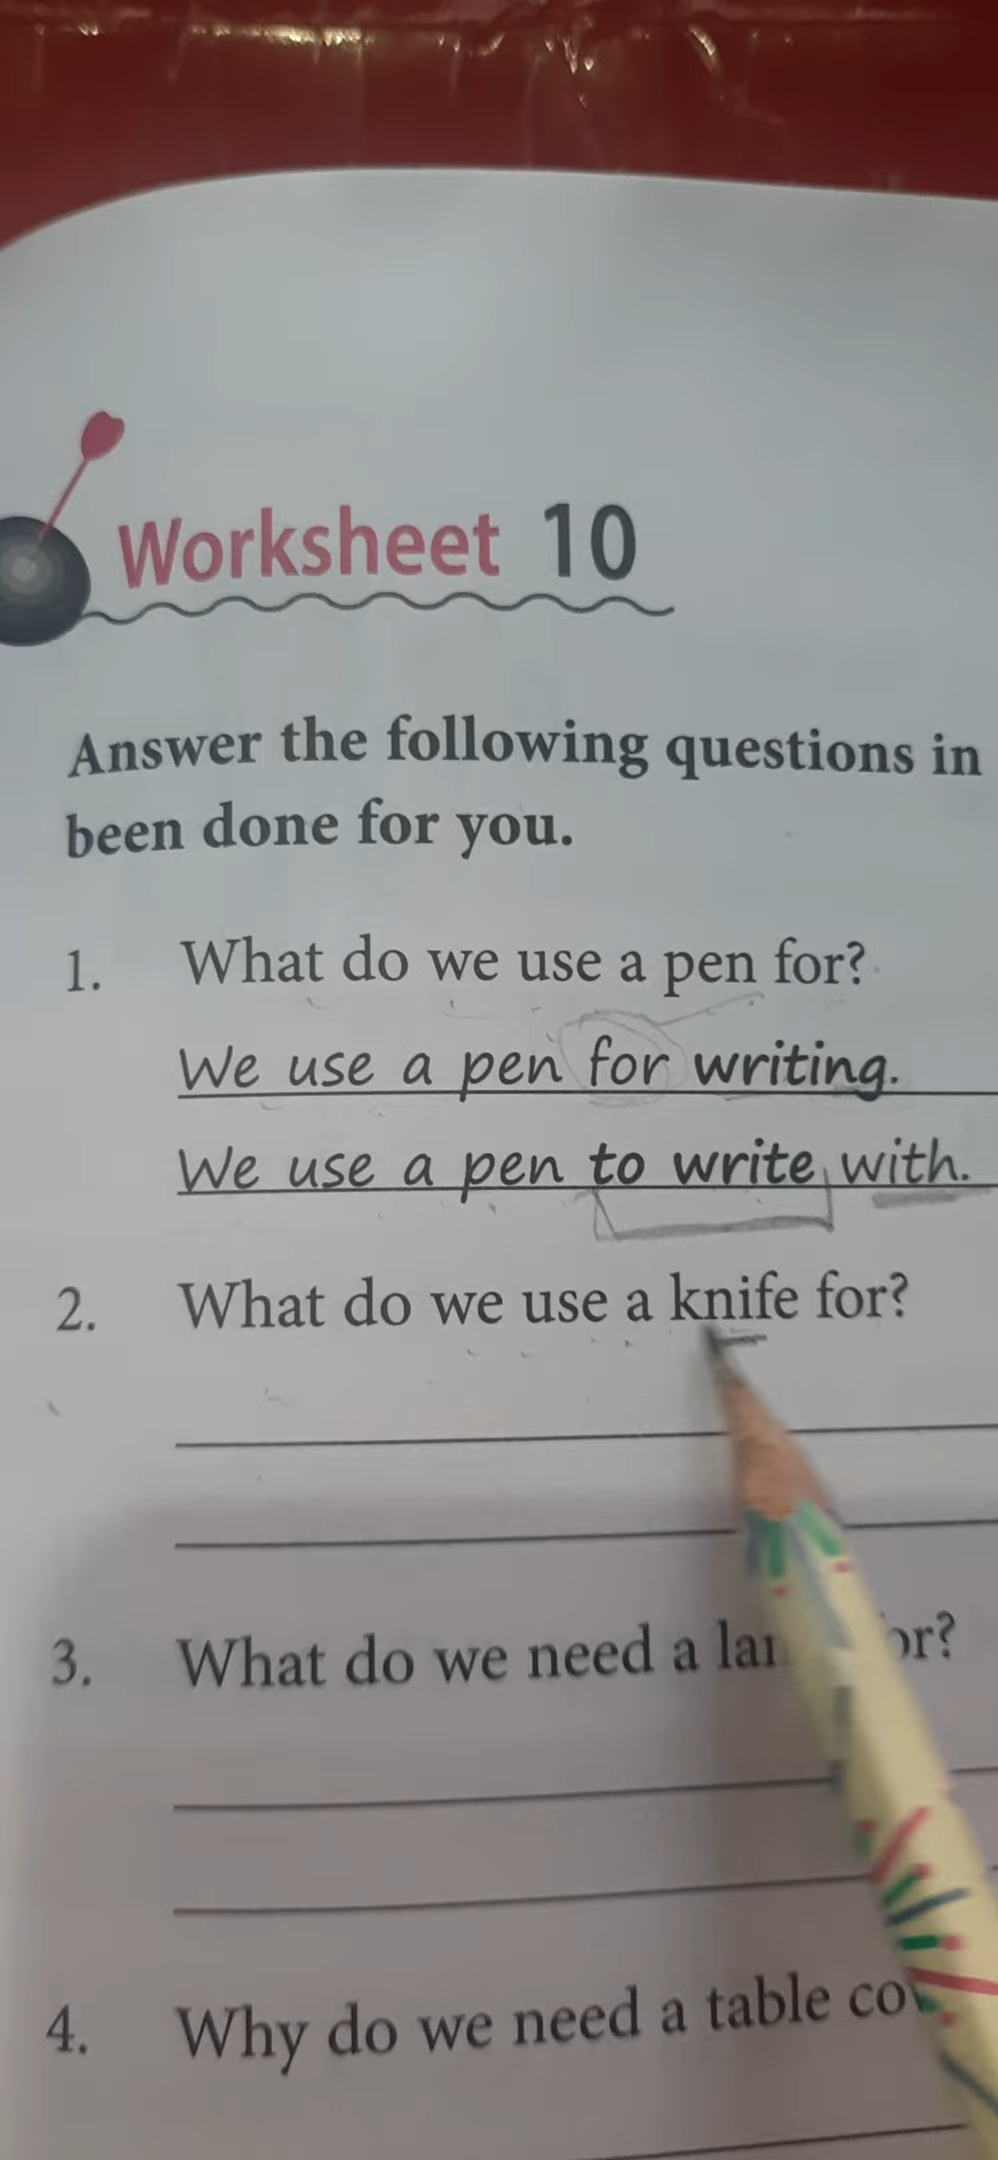 Worksheet 10
Answer the following questions in
been done for you.
1. What do we use a pen for?
We use a pen for writing.
We use a pen to write with.
2. What do we use a knife for?
3. What do we need a
4. Why do we need a table